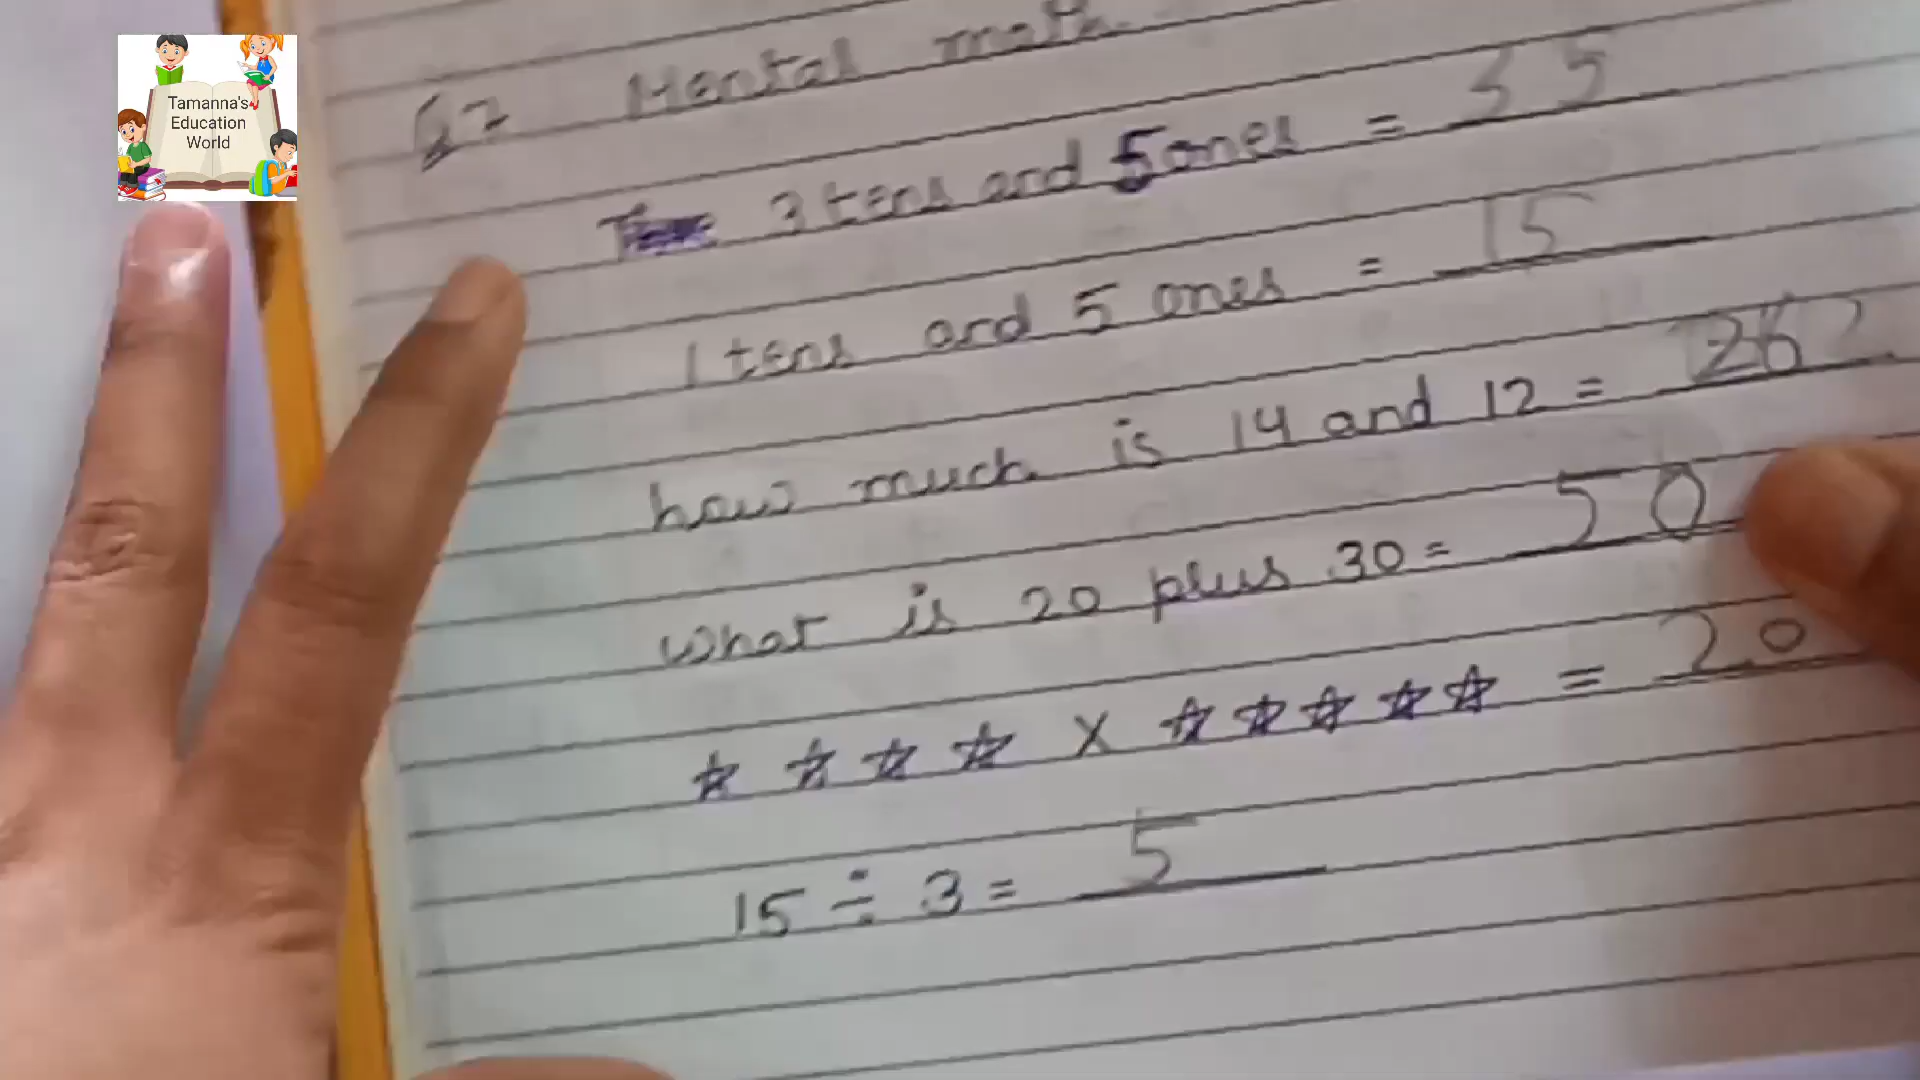 Tamanna's
Education
World
Q7 Mental math
3 tens and 5 ones = 35
1 tens and 5 ones = 15
how much is 14 and 12 = 26
what is 20 plus 30 = 50
☆ ☆ ☆ ☆ × ☆ ☆ ☆ ☆ ☆ = 20
15 ÷ 3 = 5